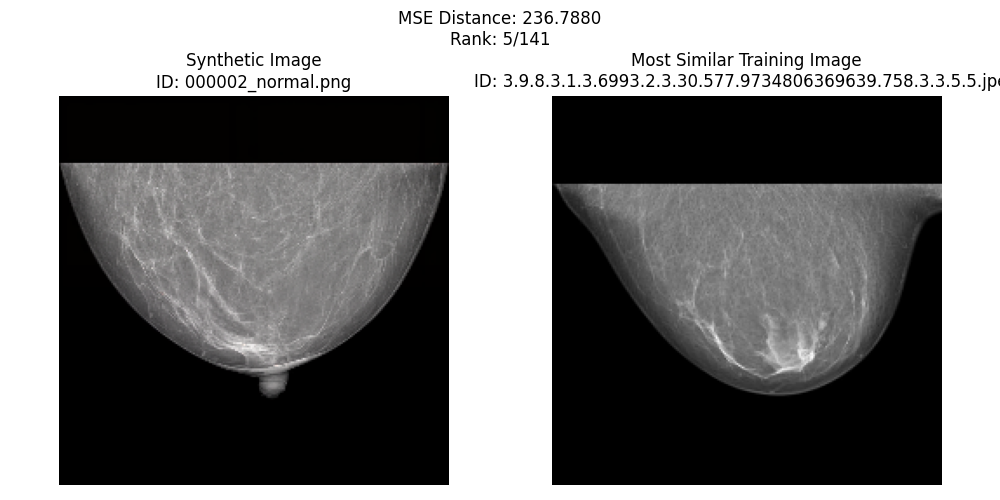 MSE Distance: 236.7880
Rank: 5/141
Synthetic Image
ID: 000002_normal.png
Most Similar Training Image
ID: 3.9.8.3.1.3.6993.2.3.30.577.9734806369639.758.3.3.5.5.jpe